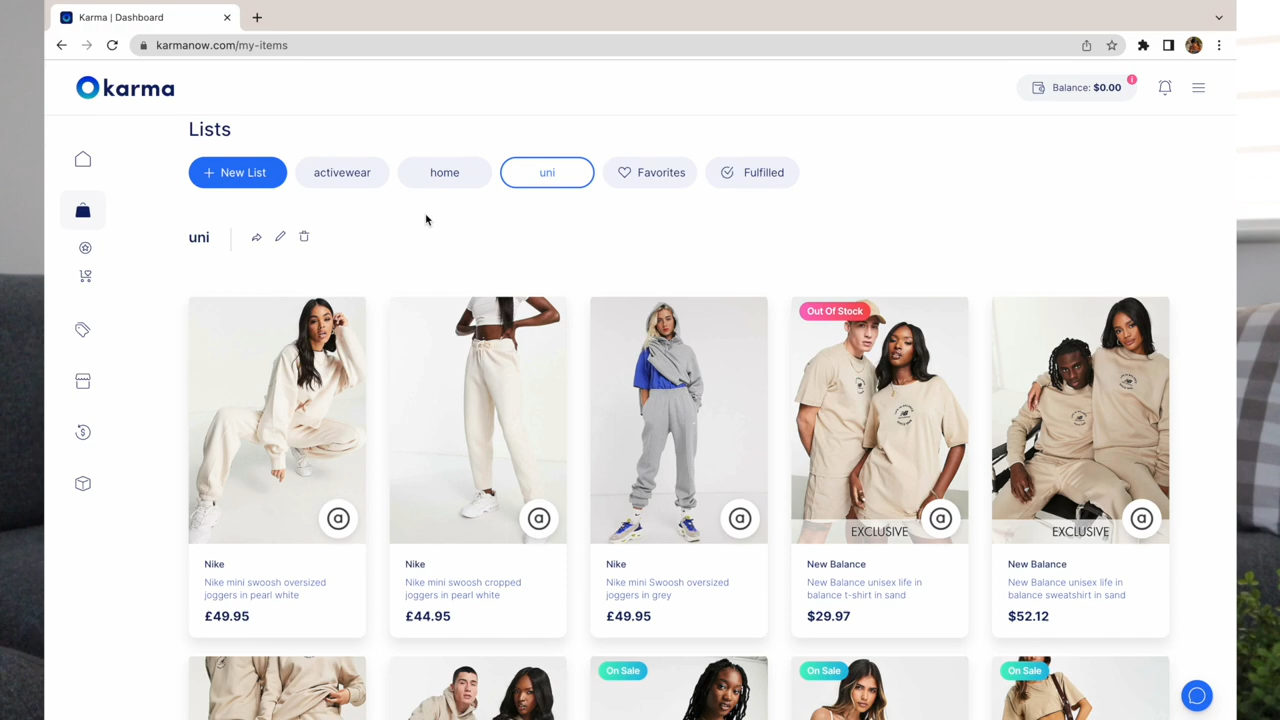 Karma | Dashboard
karmanow.com/my-items
karma
Balance: $0.00
i
Lists
+ New List
activewear
home
uni
Favorites
Fulfilled
uni
Out Of Stock
EXCLUSIVE
EXCLUSIVE
Nike
Nike mini swoosh oversized
joggers in pearl white
£49.95
Nike
Nike mini swoosh cropped
joggers in pearl white
£44.95
Nike
Nike mini Swoosh oversized
joggers in grey
£49.95
New Balance
New Balance unisex life in
balance t-shirt in sand
$29.97
New Balance
New Balance unisex life in
balance sweatshirt in sand
$52.12
On Sale
On Sale
On Sale